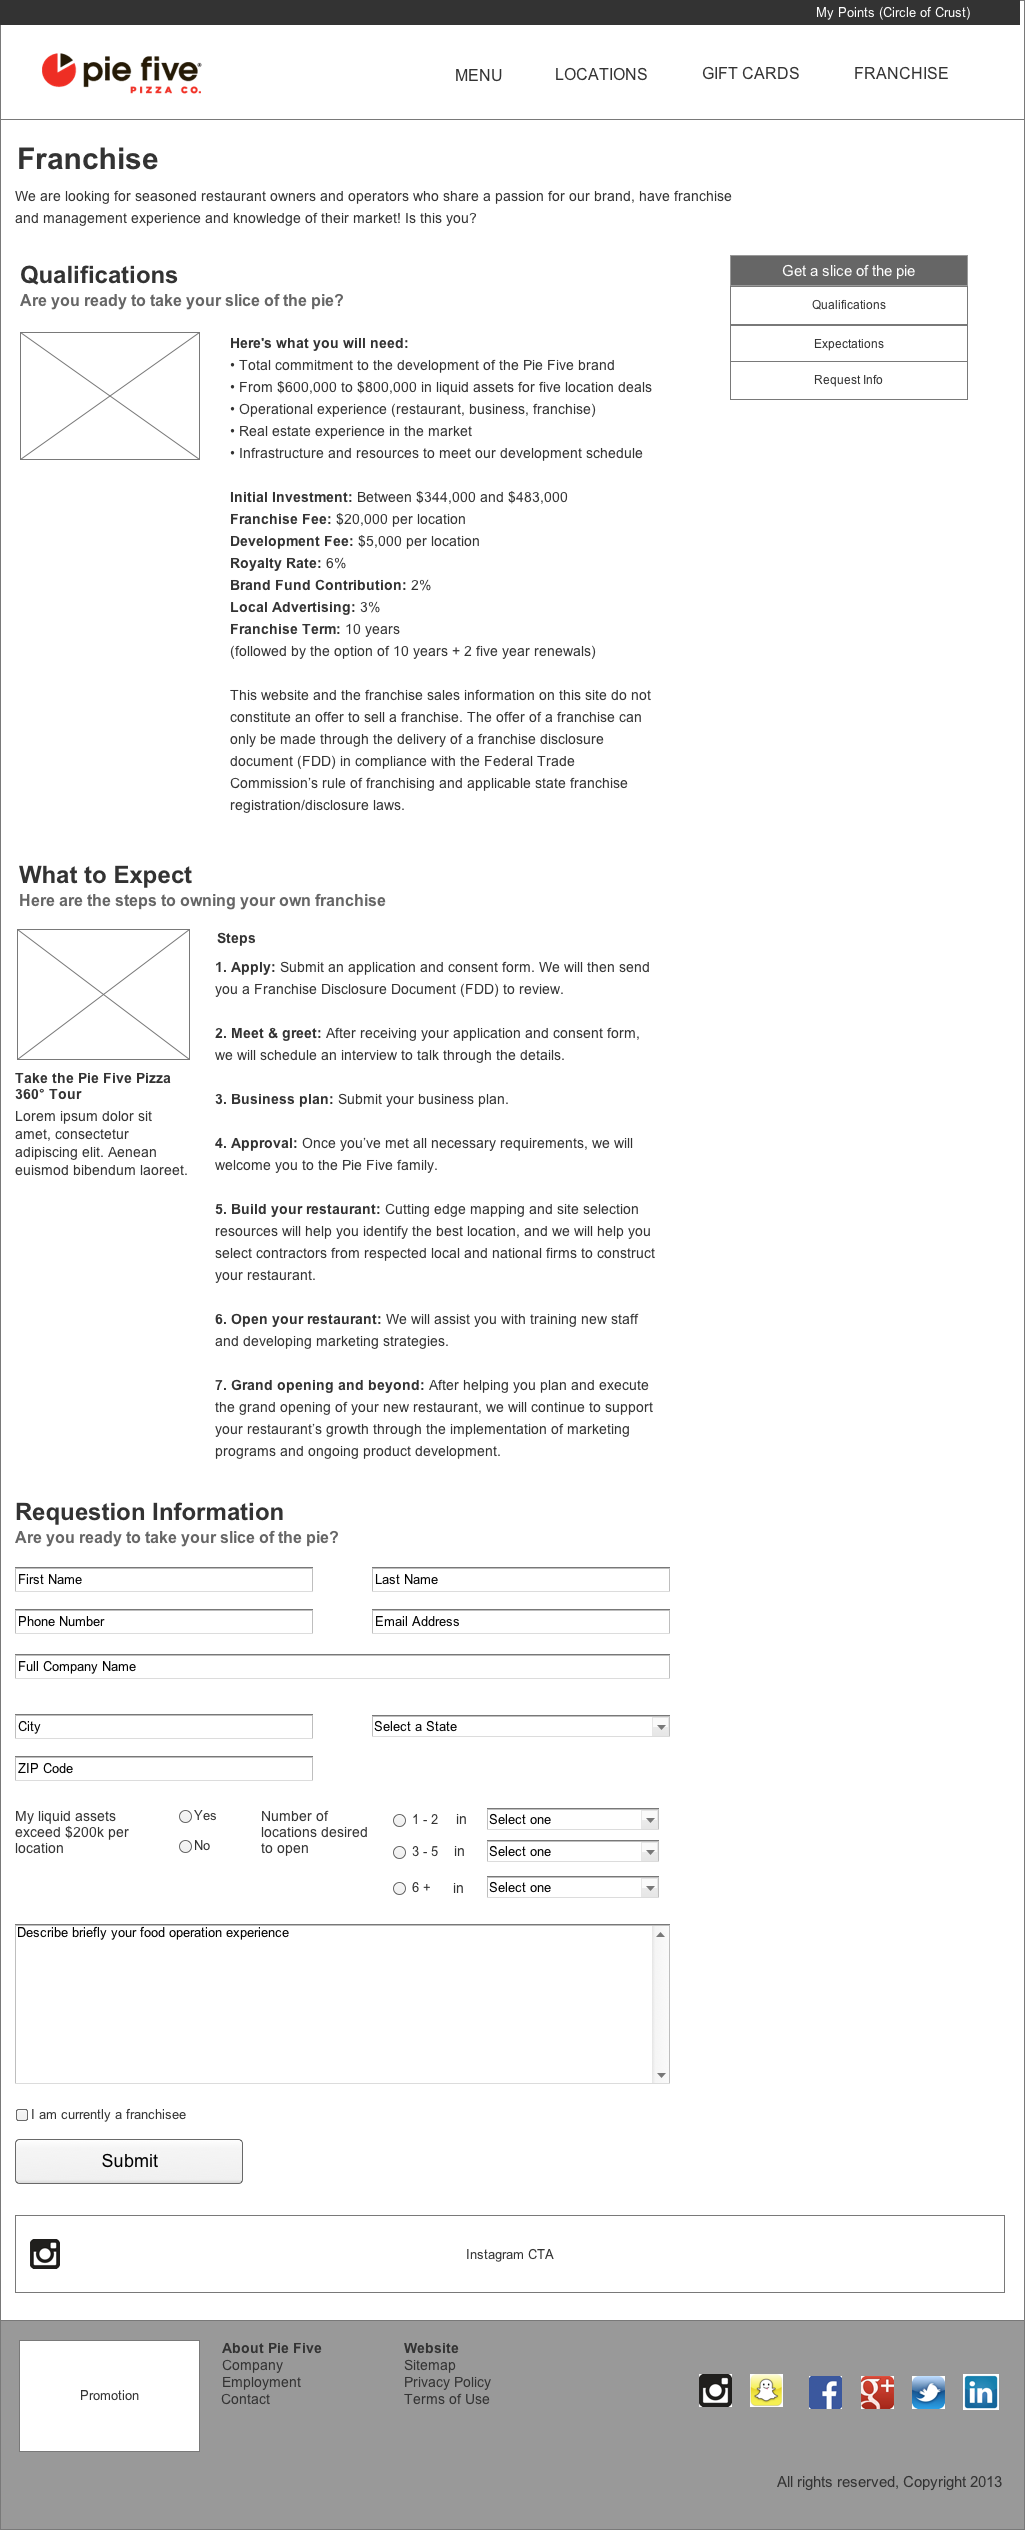 My Points (Circle of Crust)
pie five®
PIZZA CO.
MENU
LOCATIONS
GIFT CARDS
FRANCHISE
Franchise
We are looking for seasoned restaurant owners and operators who share a passion for our brand, have franchise
and management experience and knowledge of their market! Is this you?
Qualifications
Are you ready to take your slice of the pie?
Get a slice of the pie
Qualifications
Expectations
Request Info
Here's what you will need:
• Total commitment to the development of the Pie Five brand
• From $600,000 to $800,000 in liquid assets for five location deals
• Operational experience (restaurant, business, franchise)
• Real estate experience in the market
• Infrastructure and resources to meet our development schedule
Initial Investment: Between $344,000 and $483,000
Franchise Fee: $20,000 per location
Development Fee: $5,000 per location
Royalty Rate: 6%
Brand Fund Contribution: 2%
Local Advertising: 3%
Franchise Term: 10 years
(followed by the option of 10 years + 2 five year renewals)
This website and the franchise sales information on this site do not
constitute an offer to sell a franchise. The offer of a franchise can
only be made through the delivery of a franchise disclosure
document (FDD) in compliance with the Federal Trade
Commission's rule of franchising and applicable state franchise
registration/disclosure laws.
What to Expect
Here are the steps to owning your own franchise
Take the Pie Five Pizza
360° Tour
Lorem ipsum dolor sit
amet, consectetur
adipiscing elit. Aenean
euismod bibendum laoreet.
Steps
1. Apply: Submit an application and consent form. We will then send
you a Franchise Disclosure Document (FDD) to review.
2. Meet & greet: After receiving your application and consent form,
we will schedule an interview to talk through the details.
3. Business plan: Submit your business plan.
4. Approval: Once you've met all necessary requirements, we will
welcome you to the Pie Five family.
5. Build your restaurant: Cutting edge mapping and site selection
resources will help you identify the best location, and we will help you
select contractors from respected local and national firms to construct
your restaurant.
6. Open your restaurant: We will assist you with training new staff
and developing marketing strategies.
7. Grand opening and beyond: After helping you plan and execute
the grand opening of your new restaurant, we will continue to support
your restaurant's growth through the implementation of marketing
programs and ongoing product development.
Requestion Information
Are you ready to take your slice of the pie?
First Name
Last Name
Phone Number
Email Address
Full Company Name
City
Select a State
ZIP Code
My liquid assets
exceed $200k per
location
Yes
No
Number of
locations desired
to open
1 - 2 in Select one
3 - 5 in Select one
6 + in Select one
Describe briefly your food operation experience
I am currently a franchisee
Submit
Instagram CTA
Promotion
About Pie Five
Company
Employment
Contact
Website
Sitemap
Privacy Policy
Terms of Use
f
g+
in
All rights reserved, Copyright 2013